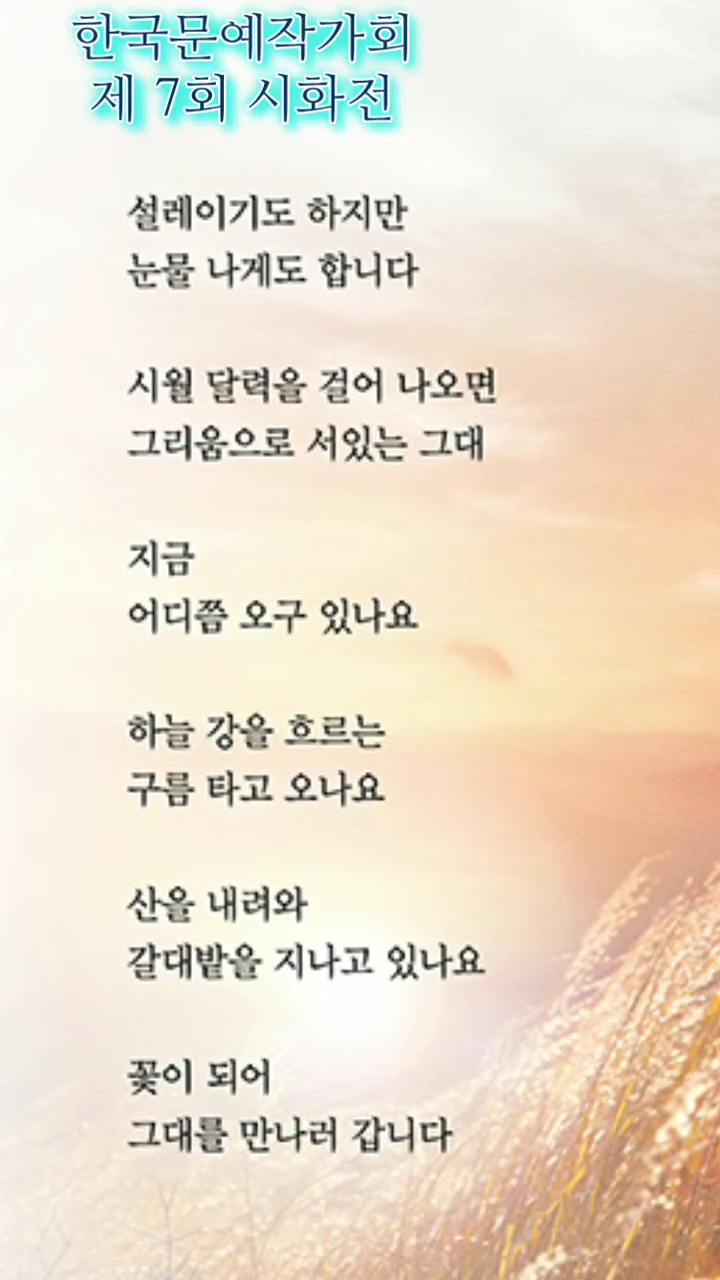 한국문예작가회
제 7회 시화전
설레이기도 하지만
눈물 나게도 합니다
시월 달력을 걸어 나오면
그리움으로 서있는 그대
지금
어디쯤 오구 있나요
하늘 강을 흐르는
구름 타고 오나요
산을 내려와
갈대밭을 지나고 있나요
꽃이 되어
그대를 만나러 갑니다